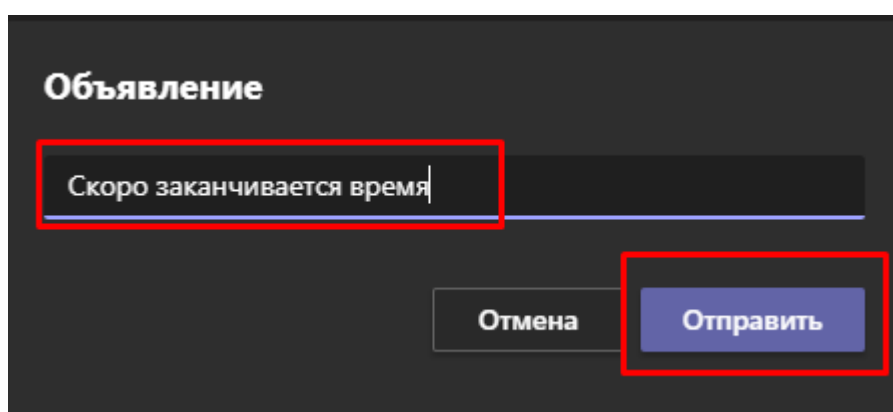 Объявление
Скоро заканчивается время
Отмена
Отправить